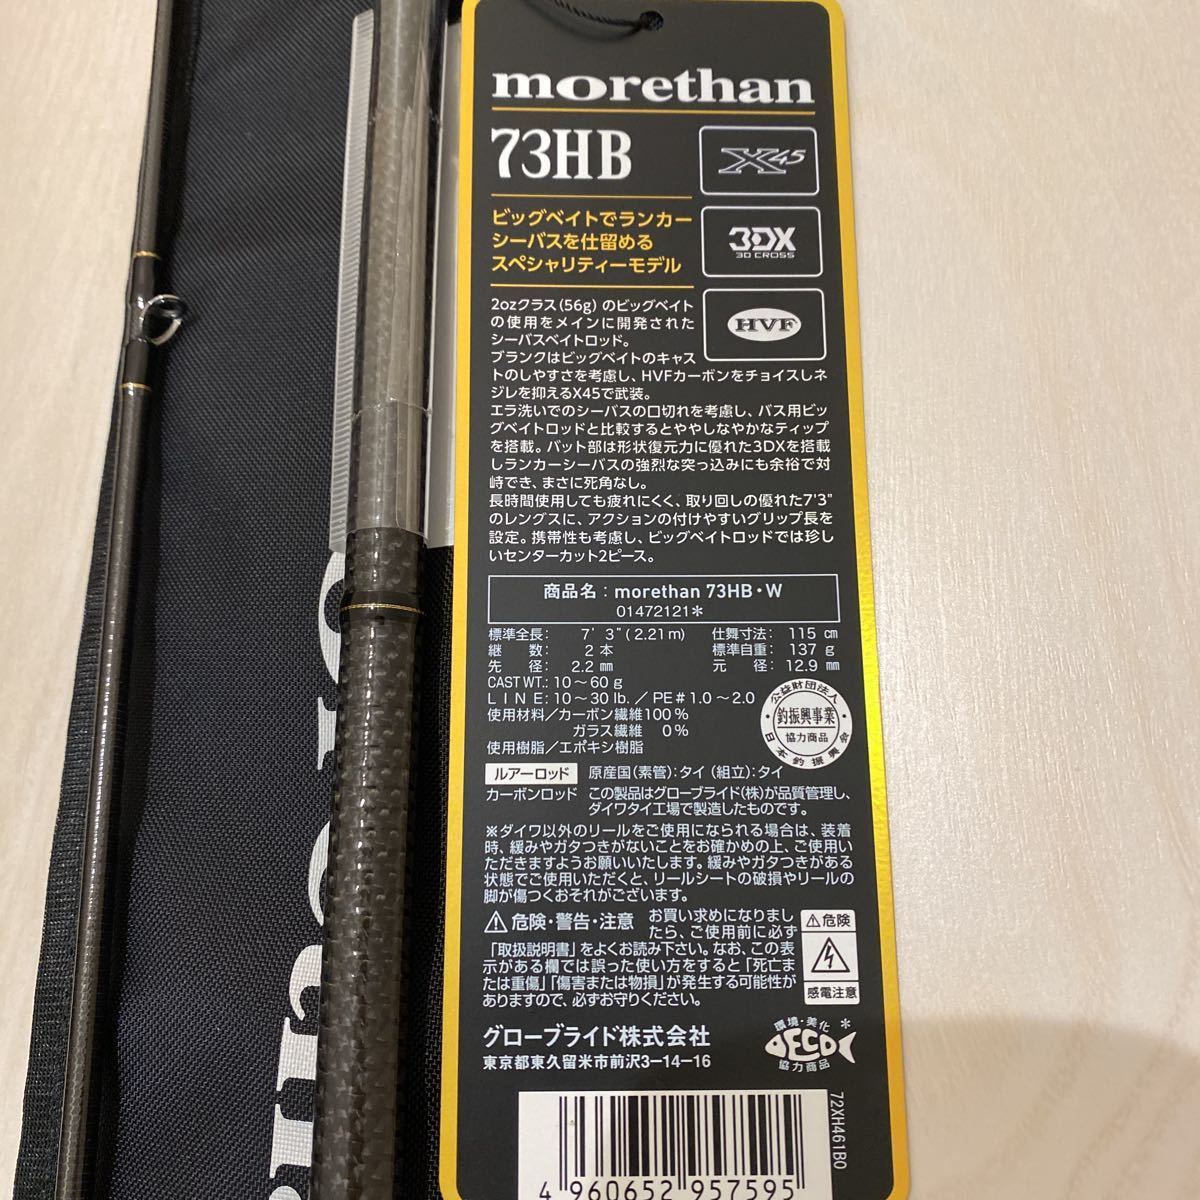 morethan
73HB
X45
ビッグベイトでランカー
シーバスを仕留める
スペシャリティーモデル
3DX
3D CROSS
HVF
2ozクラス(56g)のビッグベイト
の使用をメインに開発された
シーバスベイトロッド。
ブランクはビッグベイトのキャス
トのしやすさを考慮し、HVFカーボンをチョイスしネ
ジレを抑えるX45で武装。
エラ洗いでのシーバスの口切れを考慮し、バス用ビッ
グベイトロッドと比較するとややしなやかなティップ
を搭載。バット部は形状復元力に優れた3DXを搭載
しランカーシーバスの強烈な突っ込みにも余裕で対
峙でき、まさに死角なし。
長時間使用しても疲れにくく、取り回しの優れた7'3"
のレングスに、アクションの付けやすいグリップ長を
設定。携帯性も考慮し、ビッグベイトロッドでは珍し
いセンターカット2ピース。
商品名：morethan 73HB・W
01472121＊
標準全長： 7' 3"(2.21m) 仕舞寸法： 115 ㎝
継 数： 2 本 標準自重： 137 g
先 径： 2.2 ㎜ 元 径： 12.9 ㎜
CAST WT.：10～60 g
LINE：10～30 lb. ／PE＃1.0～2.0
使用材料／カーボン繊維100％
ガラス繊維 0％
使用樹脂／エポキシ樹脂
公益財団法人
釣振興事業
協力商品
日本釣振興会
ルアーロッド 原産国(素管)：タイ (組立)：タイ
カーボンロッド この製品はグローブライド(株)が品質管理し、
ダイワタイ工場で製造したものです。
※ダイワ以外のリールをご使用になられる場合は、装着
時、緩みやガタつきがないことをお確かめの上、ご使用い
ただきますようお願いいたします。緩みやガタつきがある
状態でご使用いただくと、リールシートの破損やリールの
脚が傷つくおそれがございます。
⚠危険・警告・注意 お買い求めになりまし
たら、ご使用前に必ず
「取扱説明書」をよくお読み下さい。なお、この表
示がある欄では誤った使い方をすると「死亡ま
たは重傷」「傷害または物損」が発生する可能性が
ありますので、必ずお守りください。
⚠危険
感電注意
グローブライド株式会社
東京都東久留米市前沢3-14-16
環境・美化
ECO
協力商品
＊
72XH461B0
4 960652 957595